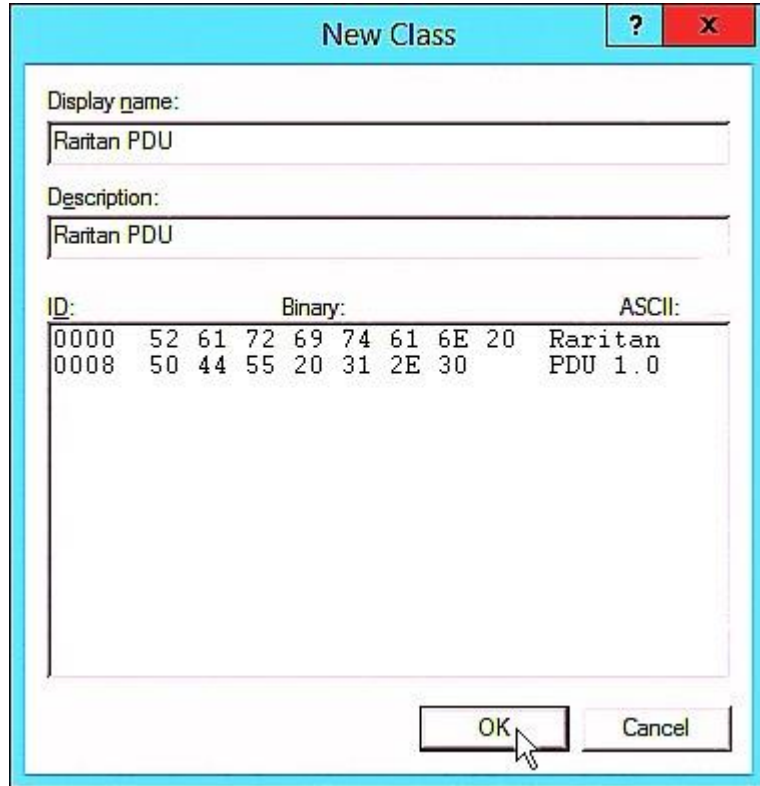 New Class
?
x
Display name:
Raritan PDU
Description:
Raritan PDU
ID: Binary: ASCII:
0000 52 61 72 69 74 61 6E 20 Raritan
0008 50 44 55 20 31 2E 30 PDU 1.0
OK Cancel